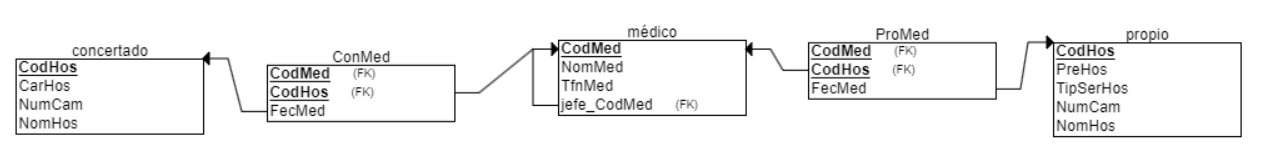 concertado
CodHos
CarHos
NumCam
NomHos
ConMed
CodMed (FK)
CodHos (FK)
FecMed
médico
CodMed
NomMed
TfnMed
jefe_CodMed (FK)
ProMed
CodMed (FK)
CodHos (FK)
FecMed
propio
CodHos
PreHos
TipSerHos
NumCam
NomHos